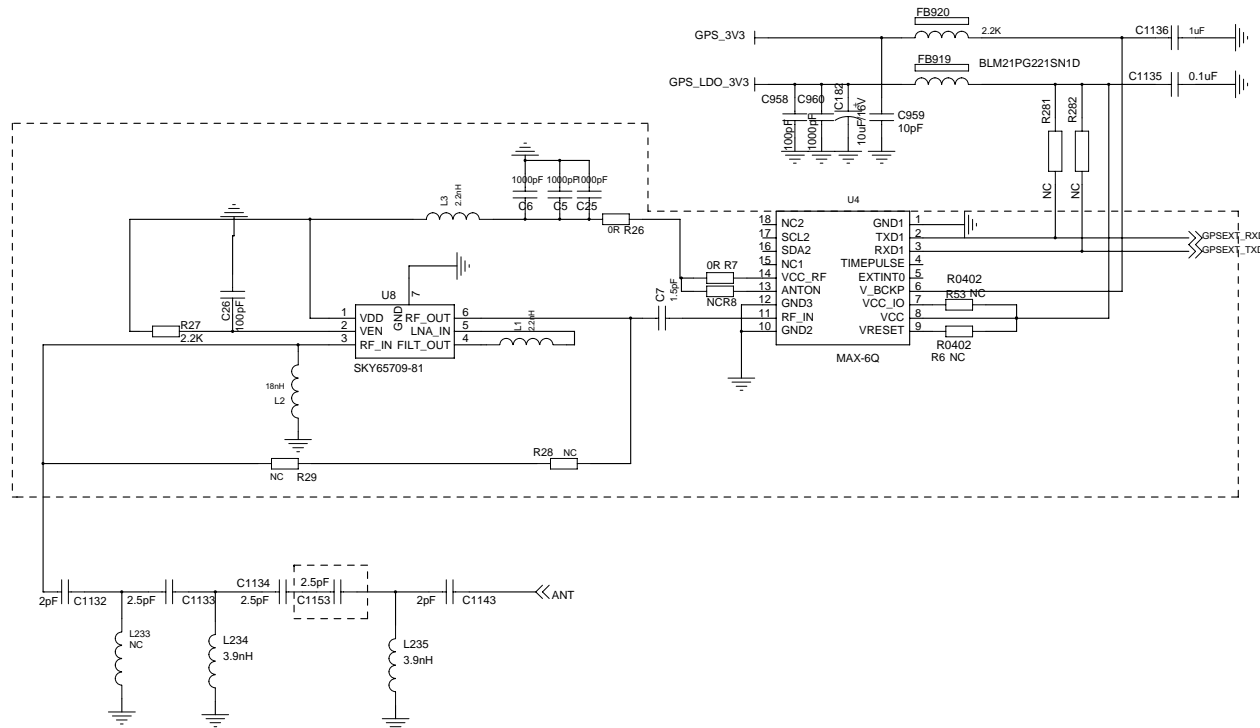 FB920
GPS_3V3
2.2K
C1136
1uF
FB919
BLM21PG221SN1D
GPS_LDO_3V3
C1135
0.1uF
C958
C960
C182
100pF
1000pF
10uF/16V
+
C959
10pF
R281
R282
NC
NC
1000pF
1000pF
1000pF
C6
C5
C25
L3
2.2nH
0R
R26
U4
18
NC2
GND1
1
17
SCL2
TXD1
2
16
SDA2
RXD1
3
15
NC1
TIMEPULSE
4
14
VCC_RF
EXTINT0
5
13
ANTON
V_BCKP
6
12
GND3
VCC_IO
7
11
RF_IN
VCC
8
10
GND2
VRESET
9
MAX-6Q
GPSEXT_RXD
GPSEXT_TXD
0R R7
NCR8
R0402
R53 NC
R0402
R6 NC
C7
1.5pF
C26
100pF
U8
7
GND
1
VDD
RF_OUT
6
2
VEN
LNA_IN
5
3
RF_IN
FILT_OUT
4
SKY65709-81
R27
2.2K
L1
2.2nH
18nH
L2
R28
NC
NC
R29
2pF
C1132
2.5pF
C1133
C1134
2.5pF
2.5pF
C1153
2pF
C1143
ANT
L233
NC
L234
3.9nH
L235
3.9nH